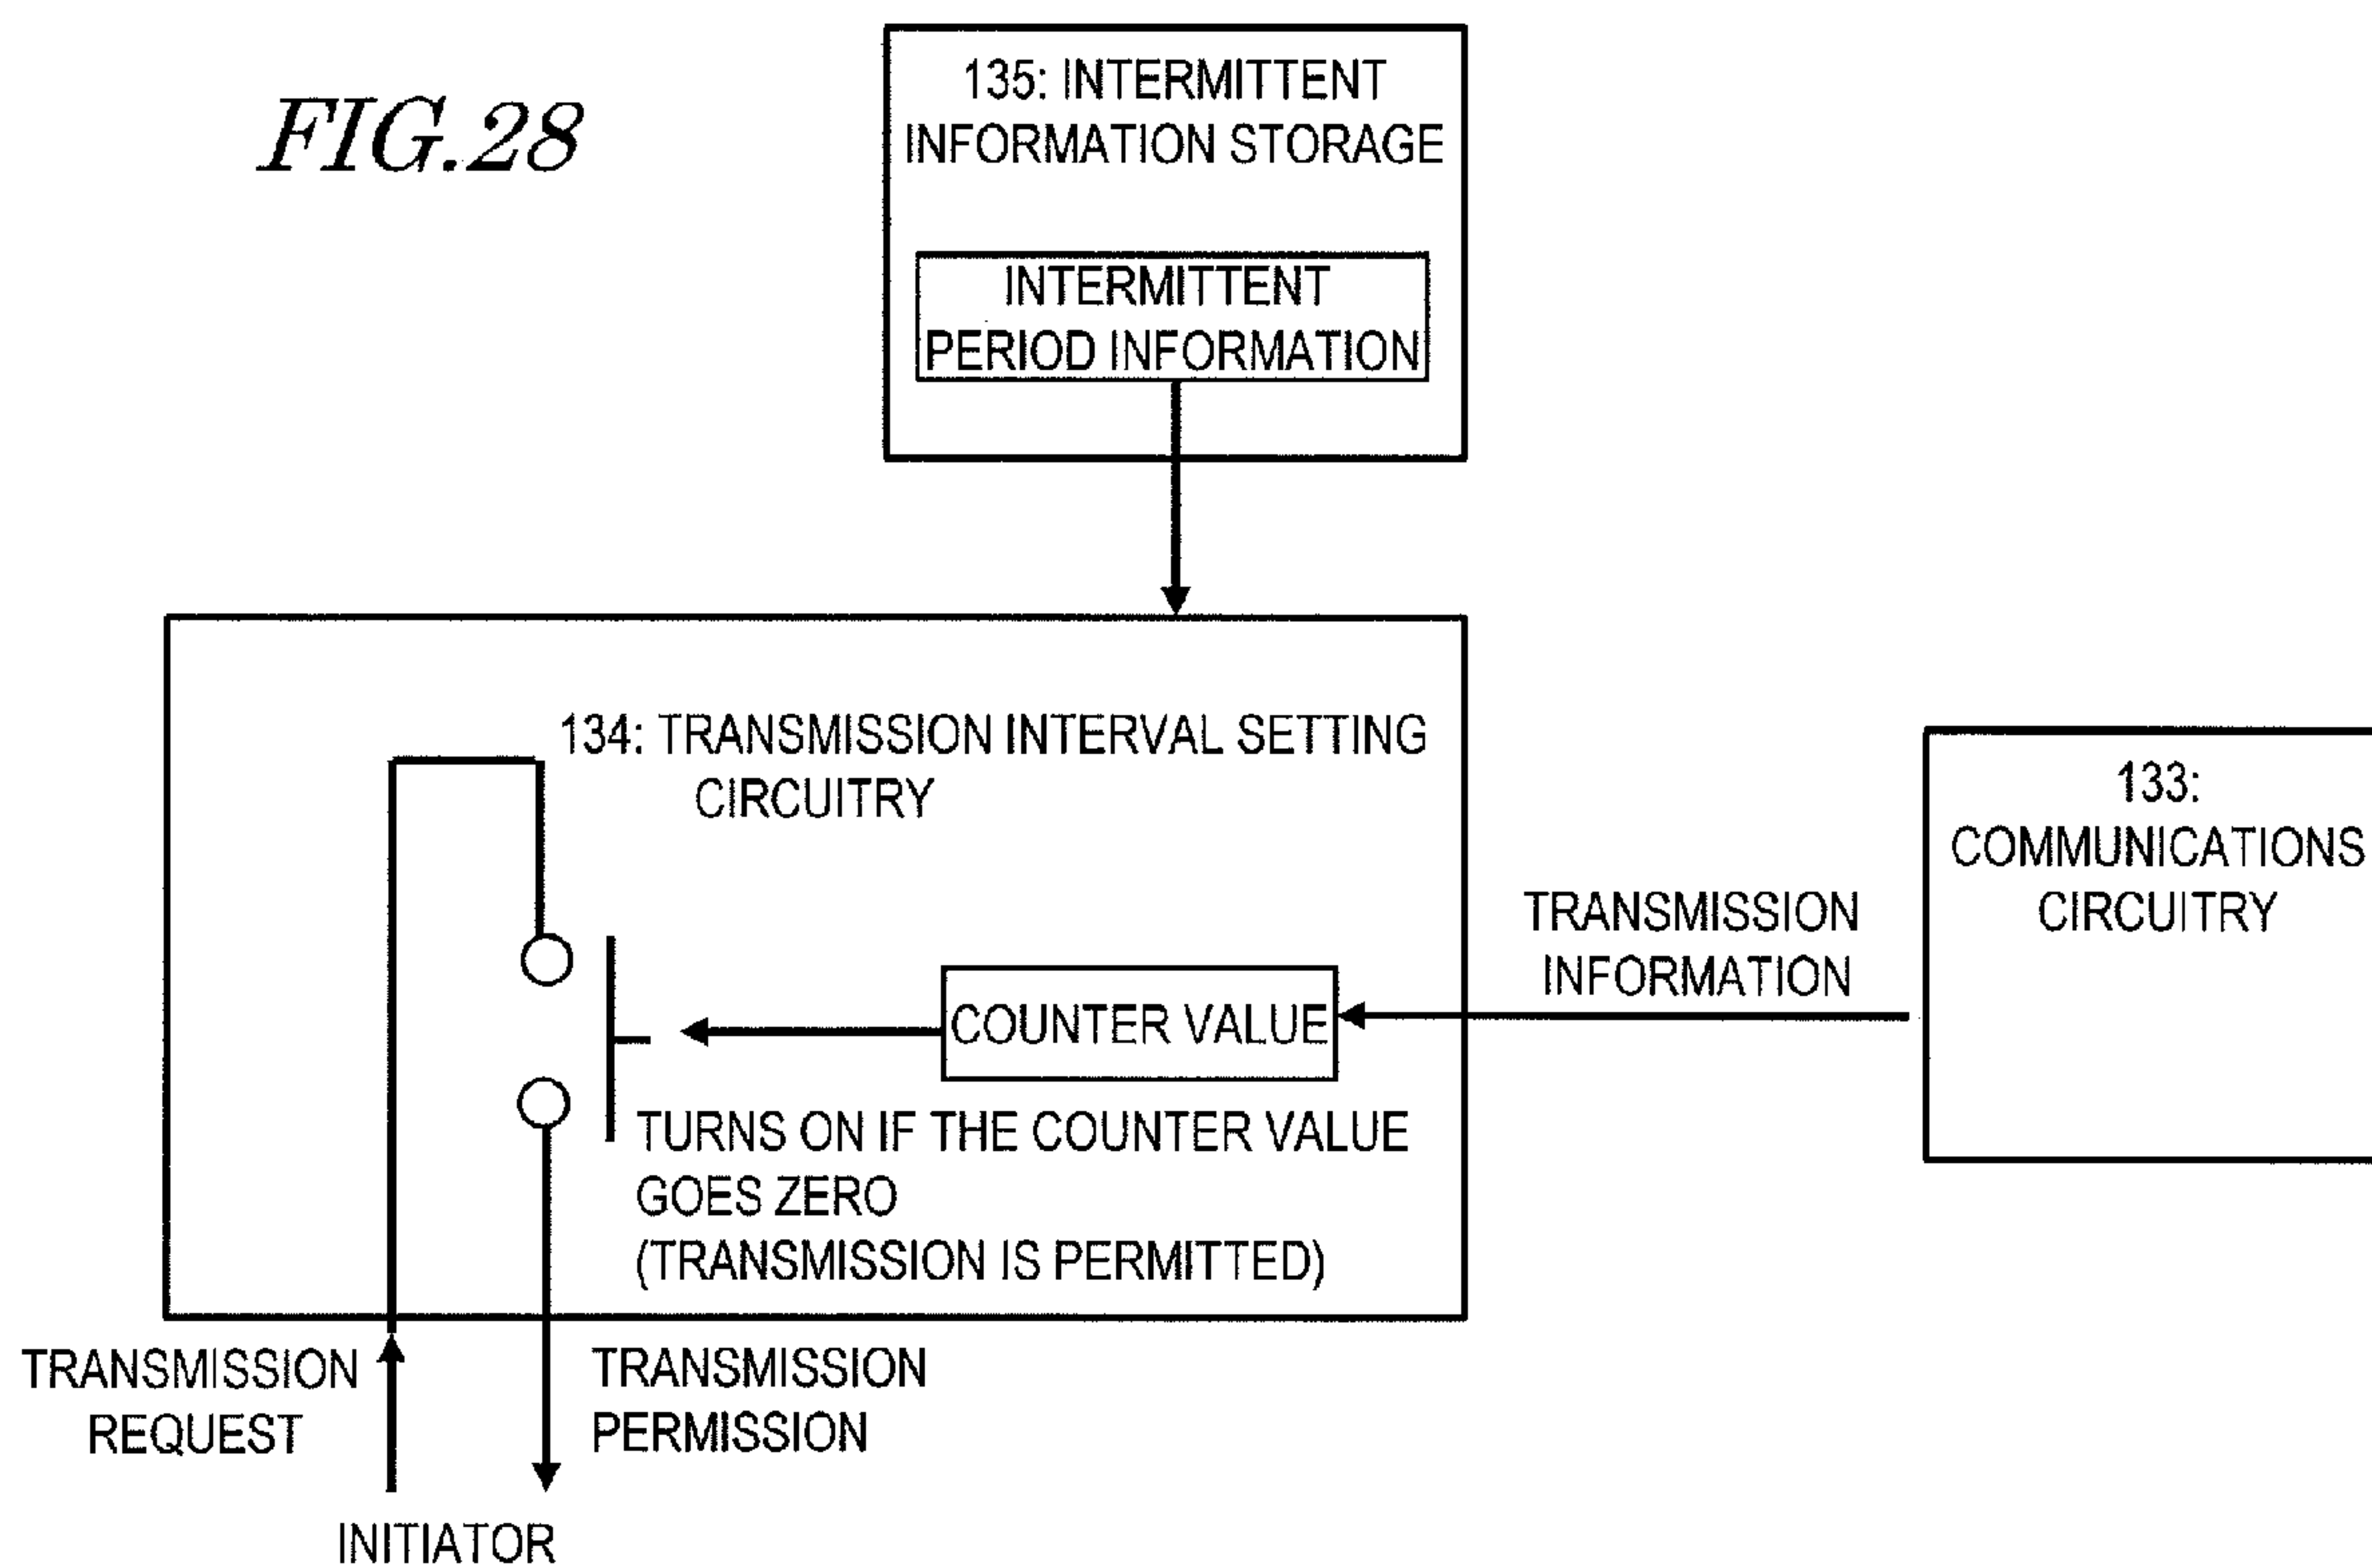 FIG.28
135: INTERMITTENT
INFORMATION STORAGE
INTERMITTENT
PERIOD INFORMATION
134: TRANSMISSION INTERVAL SETTING
CIRCUITRY
133:
COMMUNICATIONS
CIRCUITRY
TRANSMISSION
INFORMATION
COUNTER VALUE
TURNS ON IF THE COUNTER VALUE
GOES ZERO
(TRANSMISSION IS PERMITTED)
TRANSMISSION
REQUEST
TRANSMISSION
PERMISSION
INITIATOR